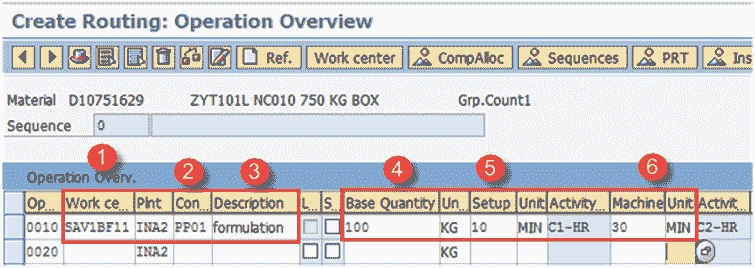 Create Routing: Operation Overview
Ref. Work center CompAlloc Sequences PRT Ins
Material D10751629 ZYT101L NC010 750 KG BOX Grp.Count1
Sequence 0
1 2 3 4 5 6
Operation Overv.
Op... Work ce... Plnt Con... Description L... S... Base Quantity Un... Setup Unit Activity... Machine Unit Activit...
0010 SAV1BF11 INA2 PP01 formulation 100 KG 10 MIN C1-HR 30 MIN C2-HR
0020 INA2 KG